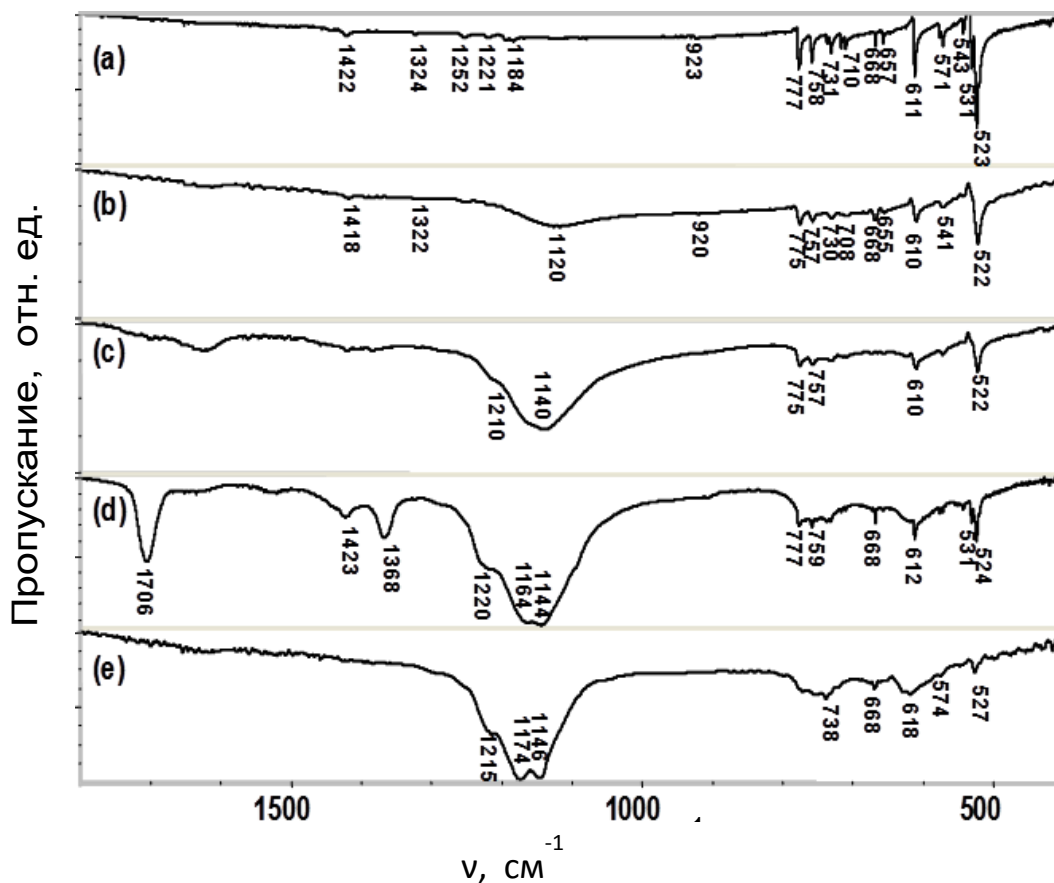 Пропускание, отн. ед.
(a)
1422 1324 1252 1221 1184 923 777 758 731 710 668 657 611 571 543 531 523
(b)
1418 1322 1120 920 775 757 730 708 668 655 610 541 522
(c)
1210 1140 775 757 610 522
(d)
1706 1423 1368 1220 1164 1144 777 759 668 612 531 524
(e)
1215 1174 1146 738 668 618 574 527
1500 1000 500
ν, см⁻¹